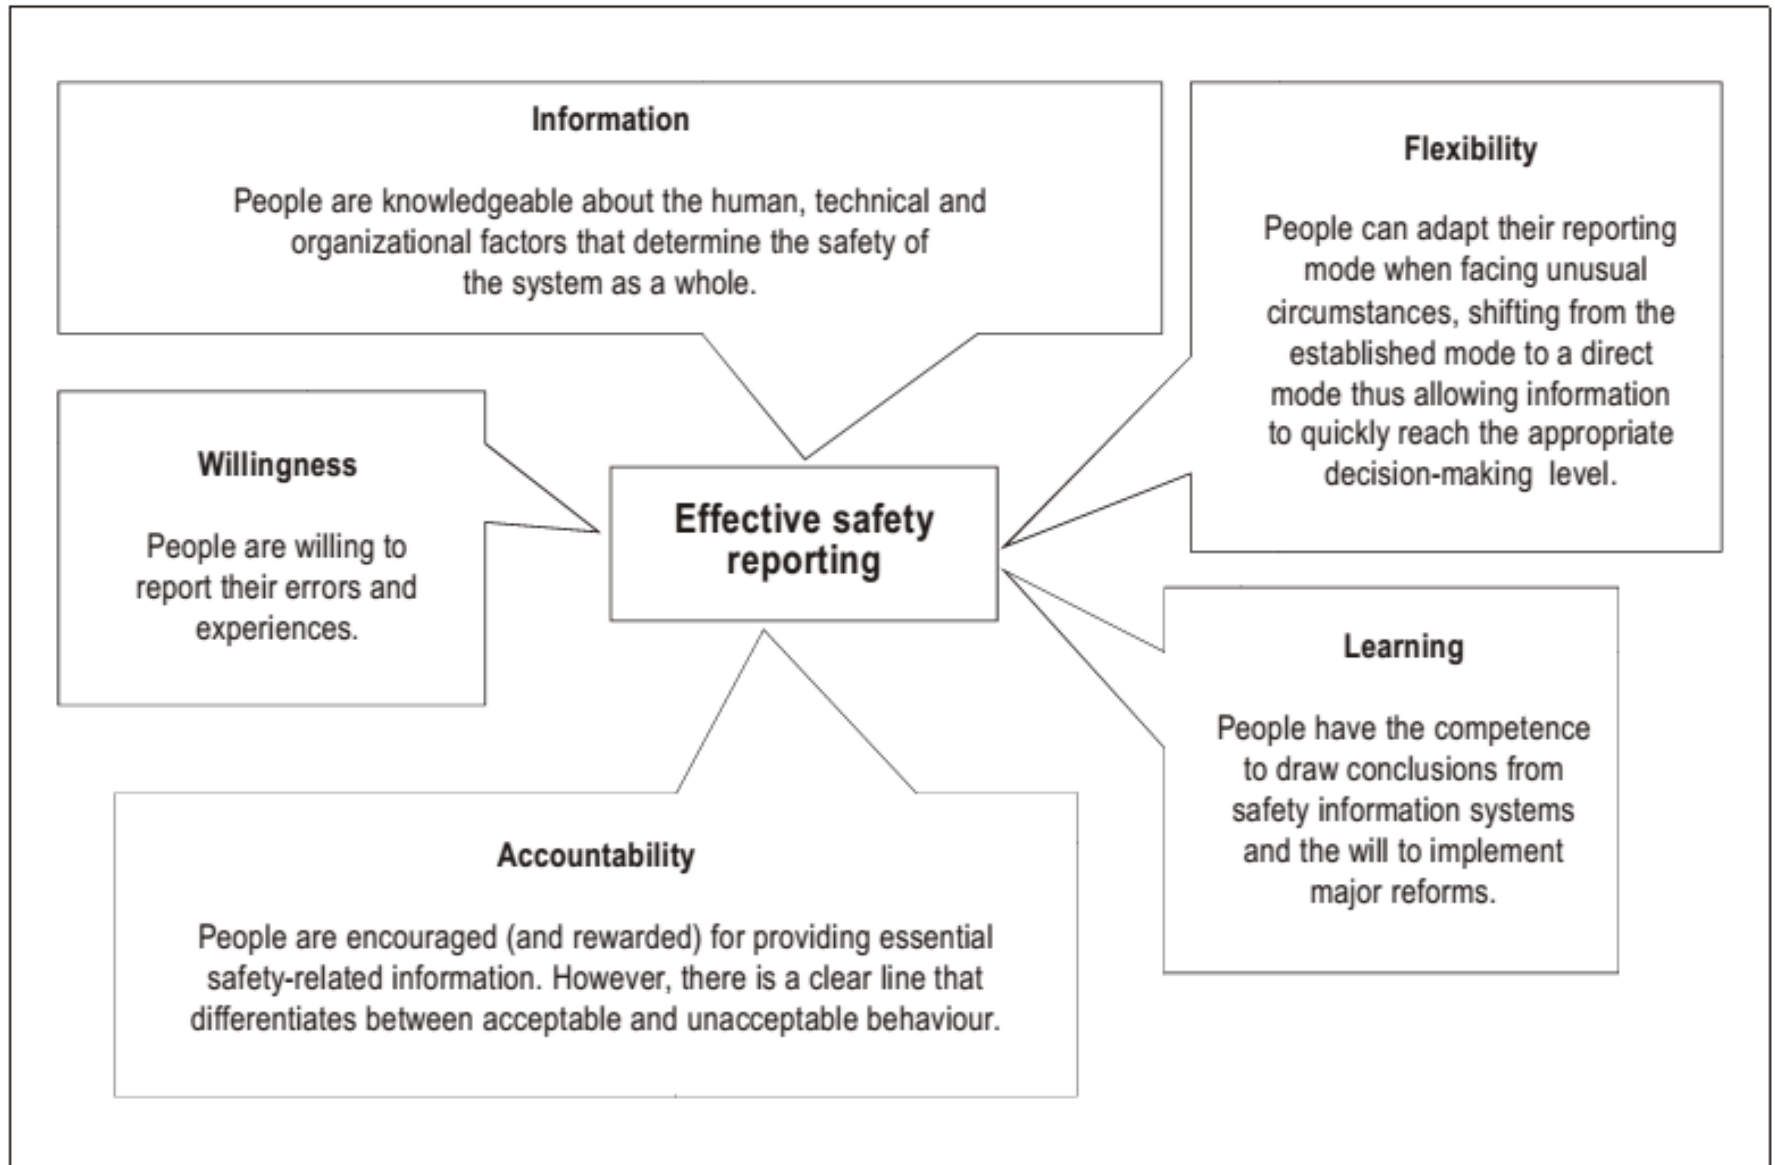 Information
People are knowledgeable about the human, technical and
organizational factors that determine the safety of
the system as a whole.
Flexibility
People can adapt their reporting
mode when facing unusual
circumstances, shifting from the
established mode to a direct
mode thus allowing information
to quickly reach the appropriate
decision-making level.
Willingness
People are willing to
report their errors and
experiences.
Effective safety
reporting
Learning
People have the competence
to draw conclusions from
safety information systems
and the will to implement
major reforms.
Accountability
People are encouraged (and rewarded) for providing essential
safety-related information. However, there is a clear line that
differentiates between acceptable and unacceptable behaviour.